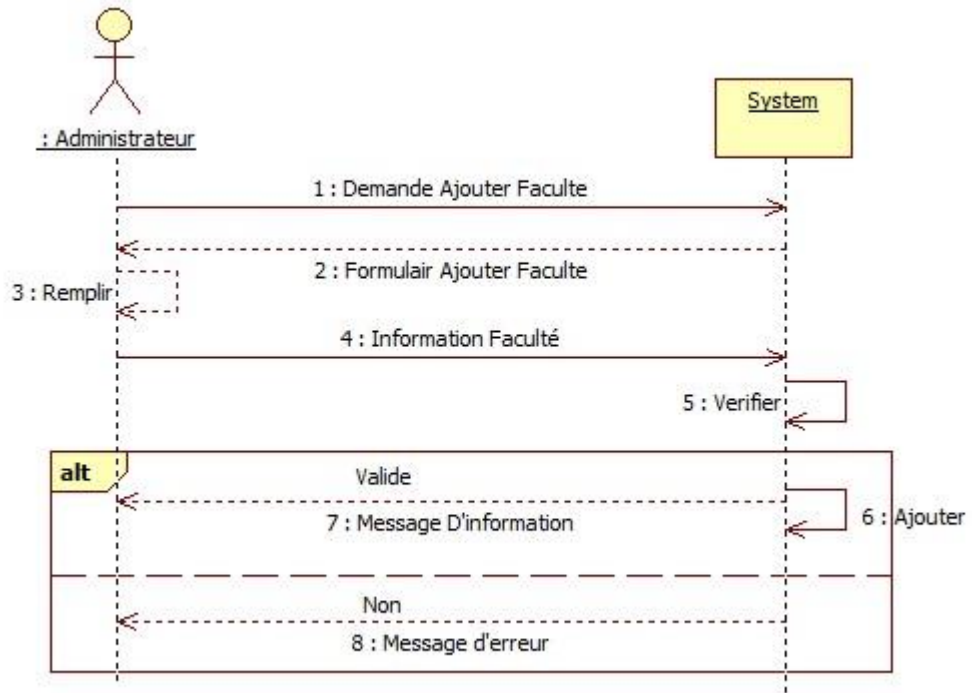 System
: Administrateur
1 : Demande Ajouter Faculte
2 : Formulair Ajouter Faculte
3 : Remplir
4 : Information Faculté
5 : Verifier
alt
Valide
7 : Message D'information
6 : Ajouter
Non
8 : Message d'erreur